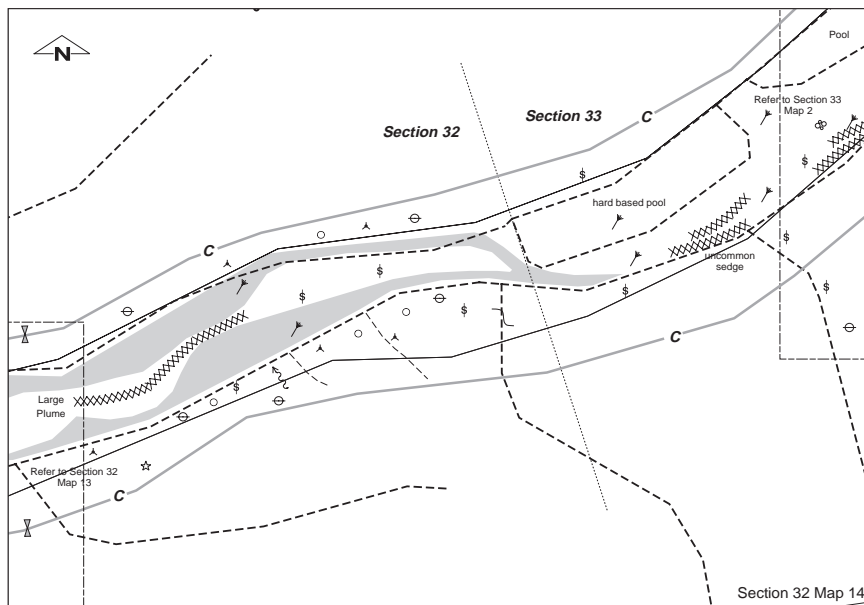 N
Pool
Refer to Section 33
Map 2
Section 32
Section 33
C
$
hard based pool
$
C
uncommon
sedge
$
$
$
$
$
$
$
C
Large
Plume
$
Refer to Section 32
Map 13
C
Section 32 Map 14